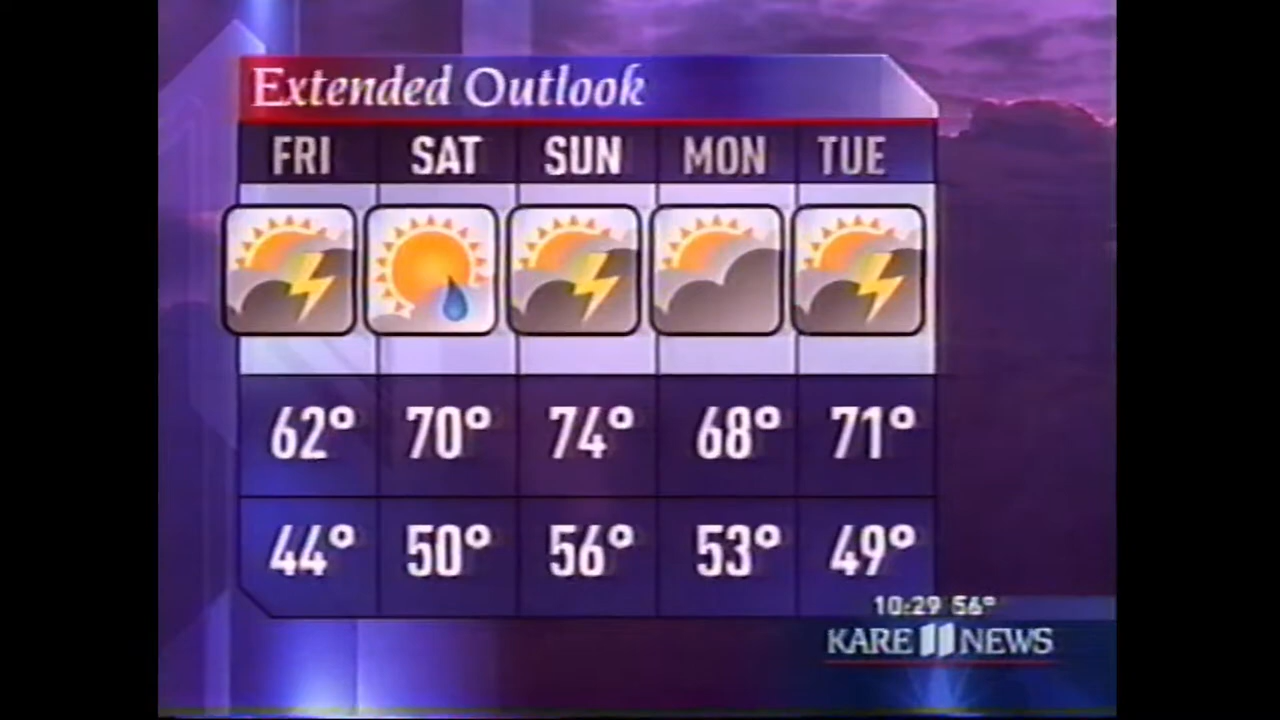 Extended Outlook
FRI SAT SUN MON TUE
62° 70° 74° 68° 71°
44° 50° 56° 53° 49°
10:29 56°
KARE 11 NEWS